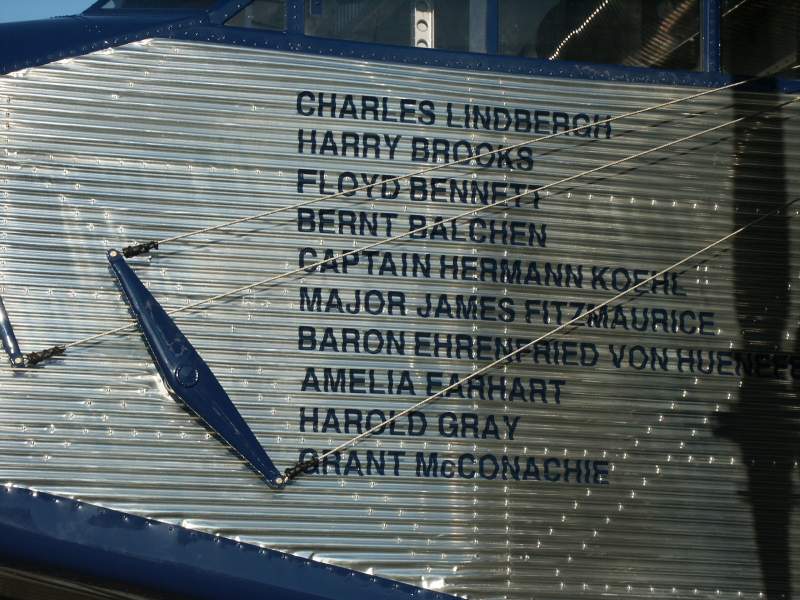 CHARLES LINDBERGH
HARRY BROOKS
FLOYD BENNETT
BERNT BALCHEN
CAPTAIN HERMANN KOEHL
MAJOR JAMES FITZMAURICE
BARON EHRENFRIED VON HUENEFE
AMELIA EARHART
HAROLD GRAY
GRANT McCONACHIE